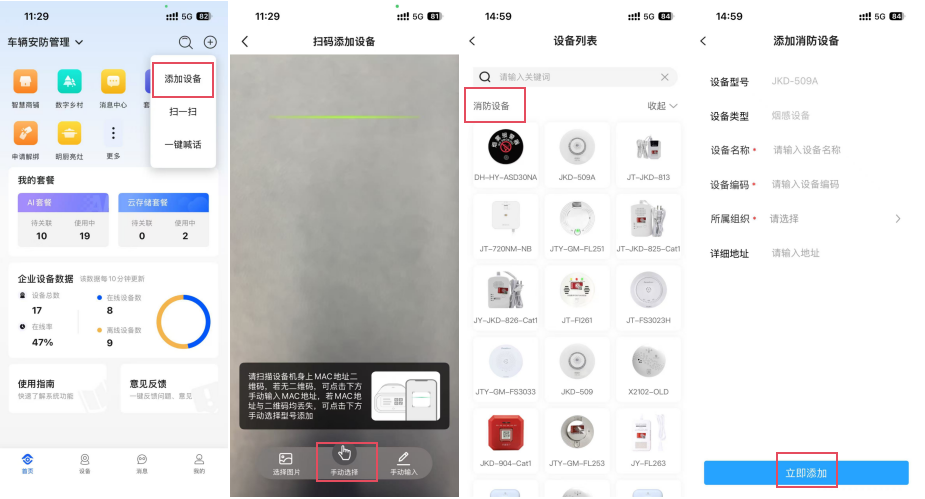 11:29
5G 82
车辆安防管理
添加设备
扫一扫
一键喊话
智慧商铺
数字乡村
消息中心
申请解绑
明厨亮灶
更多
我的套餐
AI套餐
云存储套餐
待关联
使用中
待关联
使用中
10
19
0
2
企业设备数据
该数据每10分钟更新
设备总数
在线设备数
17
8
在线率
离线设备数
47%
9
使用指南
快速了解系统功能
意见反馈
一键反馈问题、意见
首页
设备
消息
我的
11:29
5G 81
扫码添加设备
请扫描设备机身上MAC地址二
维码，若无二维码，可点击下方
手动输入MAC地址，若MAC地
址与二维码均丢失，可点击下方
手动选择型号添加
选择图片
手动选择
手动输入
14:59
5G 84
设备列表
请输入关键词
消防设备
收起
DH-HY-ASD30NA
JKD-509A
JT-JKD-813
JT-720NM-NB
JTY-GM-FL251
JT-JKD-825-Cat1
JY-JKD-826-Cat1
JT-FI261
JT-FS3023H
JTY-GM-FS3033
JKD-509
X2102-OLD
JKD-904-Cat1
JTY-GM-FL253
JY-FL263
14:59
5G 84
添加消防设备
设备型号
JKD-509A
设备类型
烟感设备
设备名称 *
请输入设备名称
设备编码 *
请输入设备编码
所属组织 *
请选择
详细地址
请输入地址
立即添加